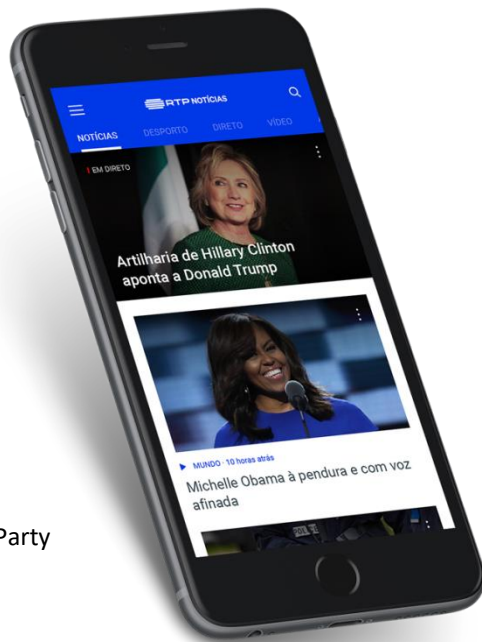 RTP NOTÍCIAS
NOTÍCIAS DESPORTO DIRETO VÍDEO
EM DIRETO
Artilharia de Hillary Clinton
aponta a Donald Trump
MUNDO · 10 horas atrás
Michelle Obama à pendura e com voz
afinada
Party